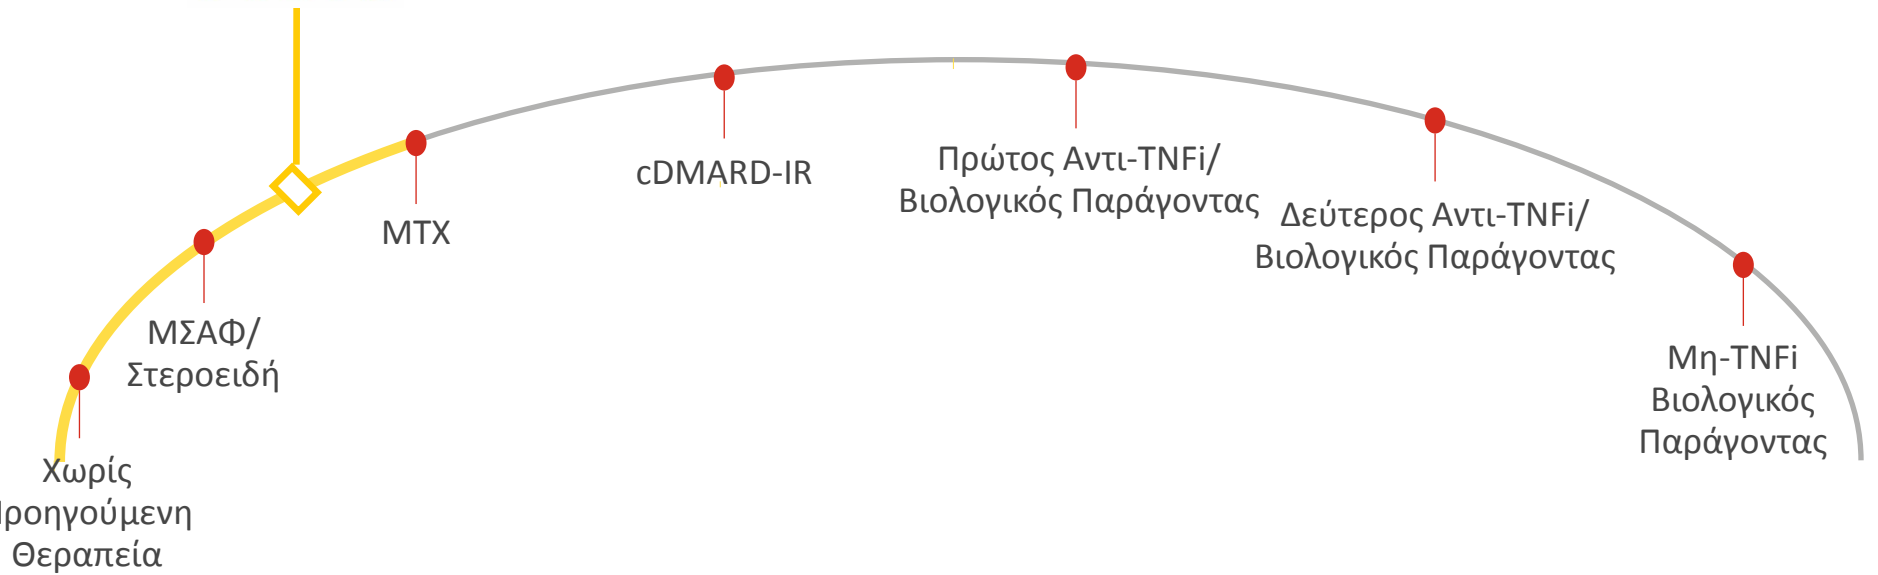 Χωρίς
Θεραπεία
ΜΣΑΦ/
Στεροειδή
MTX
cDMARD-IR
Πρώτος Αντι-TNFi/
Βιολογικός Παράγοντας
Δεύτερος Αντι-TNFi/
Βιολογικός Παράγοντας
Μη-TNFi
Βιολογικός
Παράγοντας